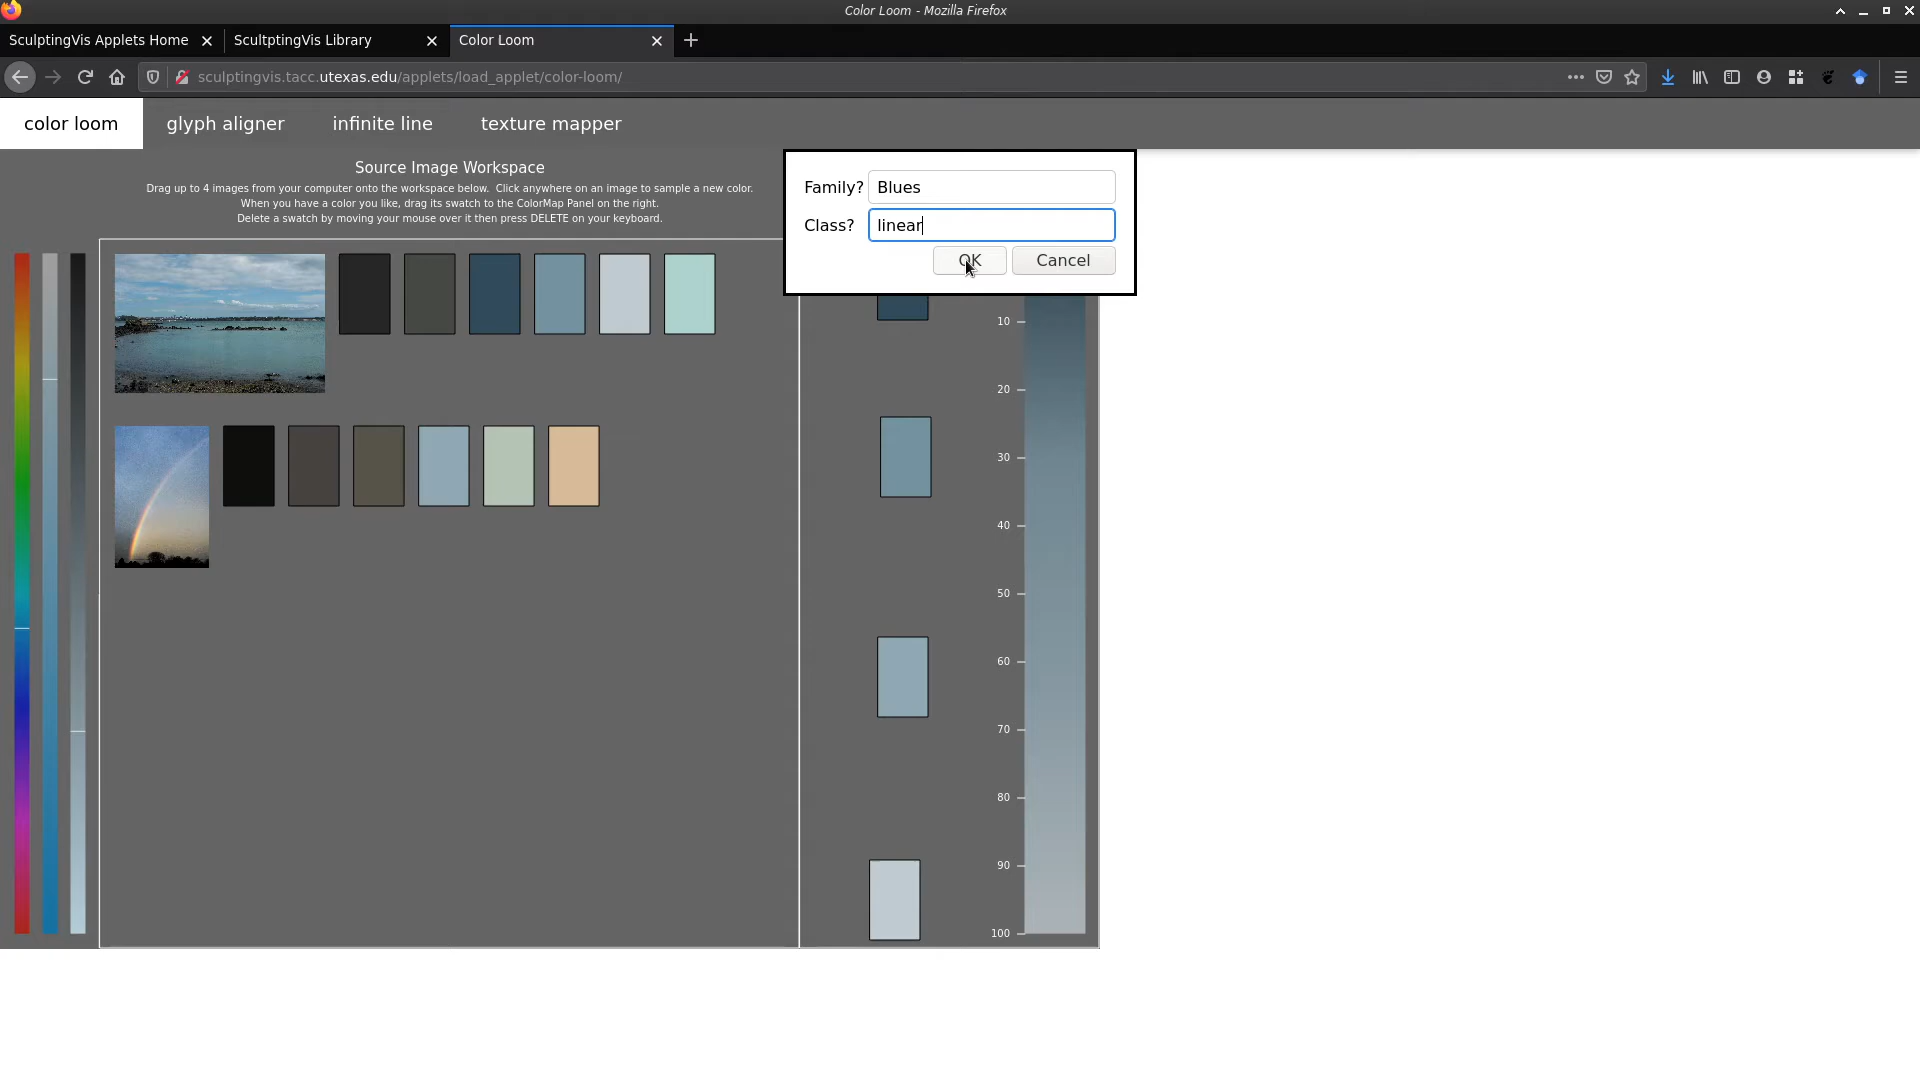 Color Loom - Mozilla Firefox
SculptingVis Applets Home
ScultptingVis Library
Color Loom
sculptingvis.tacc.utexas.edu/applets/load_applet/color-loom/
color loom
glyph aligner
infinite line
texture mapper
Source Image Workspace
Drag up to 4 images from your computer onto the workspace below. Click anywhere on an image to sample a new color.
When you have a color you like, drag its swatch to the ColorMap Panel on the right.
Delete a swatch by moving your mouse over it then press DELETE on your keyboard.
Family? Blues
Class? linear
OK Cancel
10
20
30
40
50
60
70
80
90
100